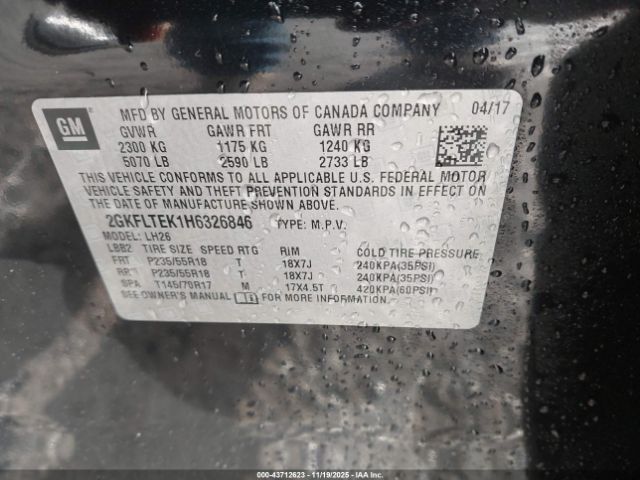 GM
MFD BY GENERAL MOTORS OF CANADA COMPANY 04/17
GVWR GAWR FRT GAWR RR
2300 KG 1175 KG 1240 KG
5070 LB 2590 LB 2733 LB
THIS VEHICLE CONFORMS TO ALL APPLICABLE U.S. FEDERAL MOTOR
VEHICLE SAFETY AND THEFT PREVENTION STANDARDS IN EFFECT ON
THE DATE OF MANUFACTURE SHOWN ABOVE.
2GKFLTEK1H6326846 TYPE: M.P.V.
MODEL: LH26
LBB2 TIRE SIZE SPEED RTG RIM COLD TIRE PRESSURE
FRT P235/55R18 T 18X7J 240KPA(35PSI)
RR P235/55R18 T 18X7J 240KPA(35PSI)
SPA T145/70R17 M 17X4.5T 420KPA(60PSI)
SEE OWNER'S MANUAL FOR MORE INFORMATION
000-43712623 - 11/19/2025 - IAAI.COM